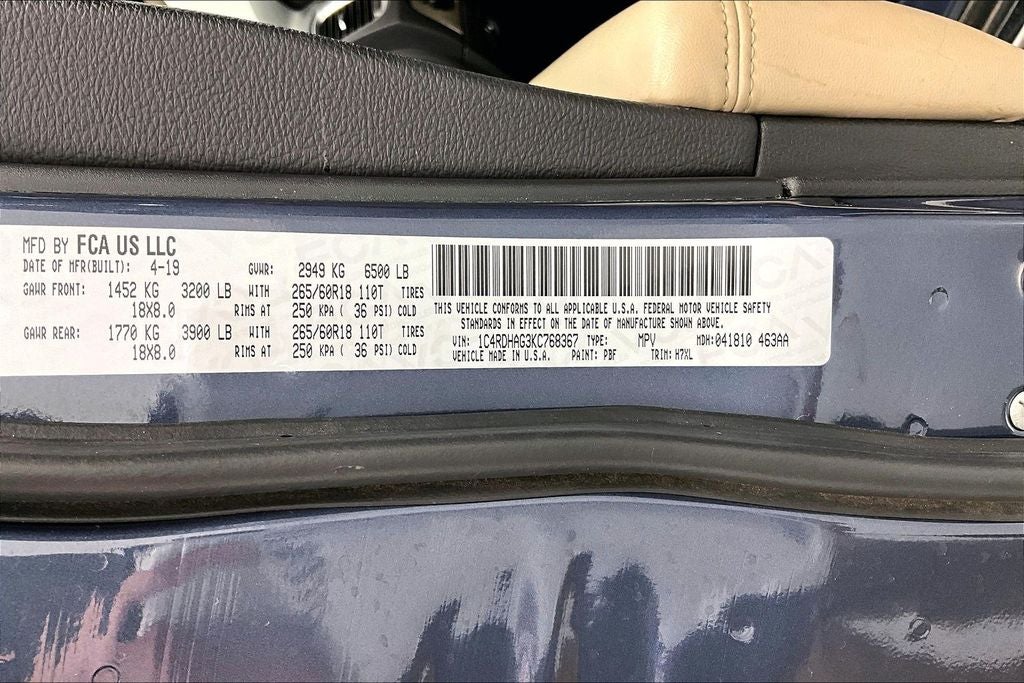 MFD BY FCA US LLC
DATE OF MFR(BUILT): 4-19 GVWR: 2949 KG 6500 LB
GAWR FRONT: 1452 KG 3200 LB WITH 265/60R18 110T TIRES
18X8.0 RIMS AT 250 KPA ( 36 PSI) COLD
GAWR REAR: 1770 KG 3900 LB WITH 265/60R18 110T TIRES
18X8.0 RIMS AT 250 KPA ( 36 PSI) COLD
THIS VEHICLE CONFORMS TO ALL APPLICABLE U.S.A. FEDERAL MOTOR VEHICLE SAFETY
STANDARDS IN EFFECT ON THE DATE OF MANUFACTURE SHOWN ABOVE.
VIN: 1C4RDHAG3KC768367 TYPE: MPV MDH: 041810 463AA
VEHICLE MADE IN U.S.A. PAINT: PBF TRIM: H7XL